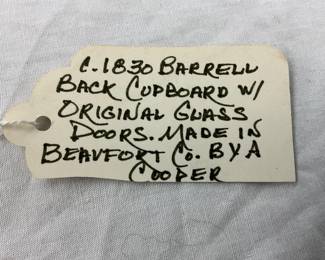 C.1830 BARRELL
BACK CUPBOARD W/
ORIGINAL GLASS
DOORS. MADE IN
BEAUFORT CO. BY A
COOPER